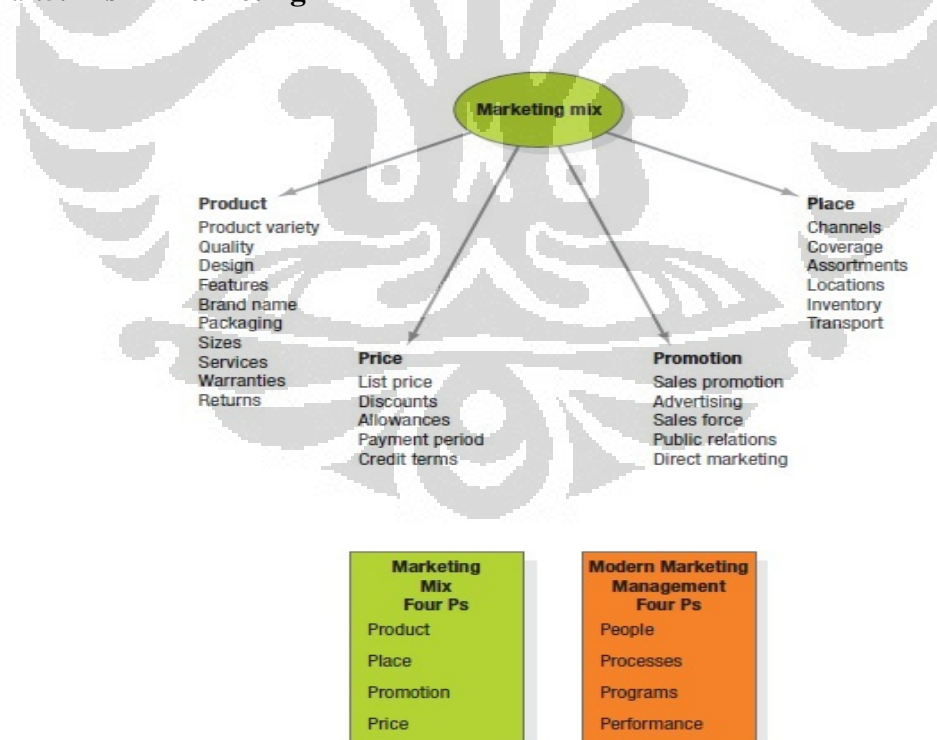 Marketing mix
Product
Product variety
Quality
Design
Features
Brand name
Packaging
Sizes
Services
Warranties
Returns
Price
List price
Discounts
Allowances
Payment period
Credit terms
Promotion
Sales promotion
Advertising
Sales force
Public relations
Direct marketing
Place
Channels
Coverage
Assortments
Locations
Inventory
Transport
Marketing
Mix
Four Ps
Product
Place
Promotion
Price
Modern Marketing
Management
Four Ps
People
Processes
Programs
Performance